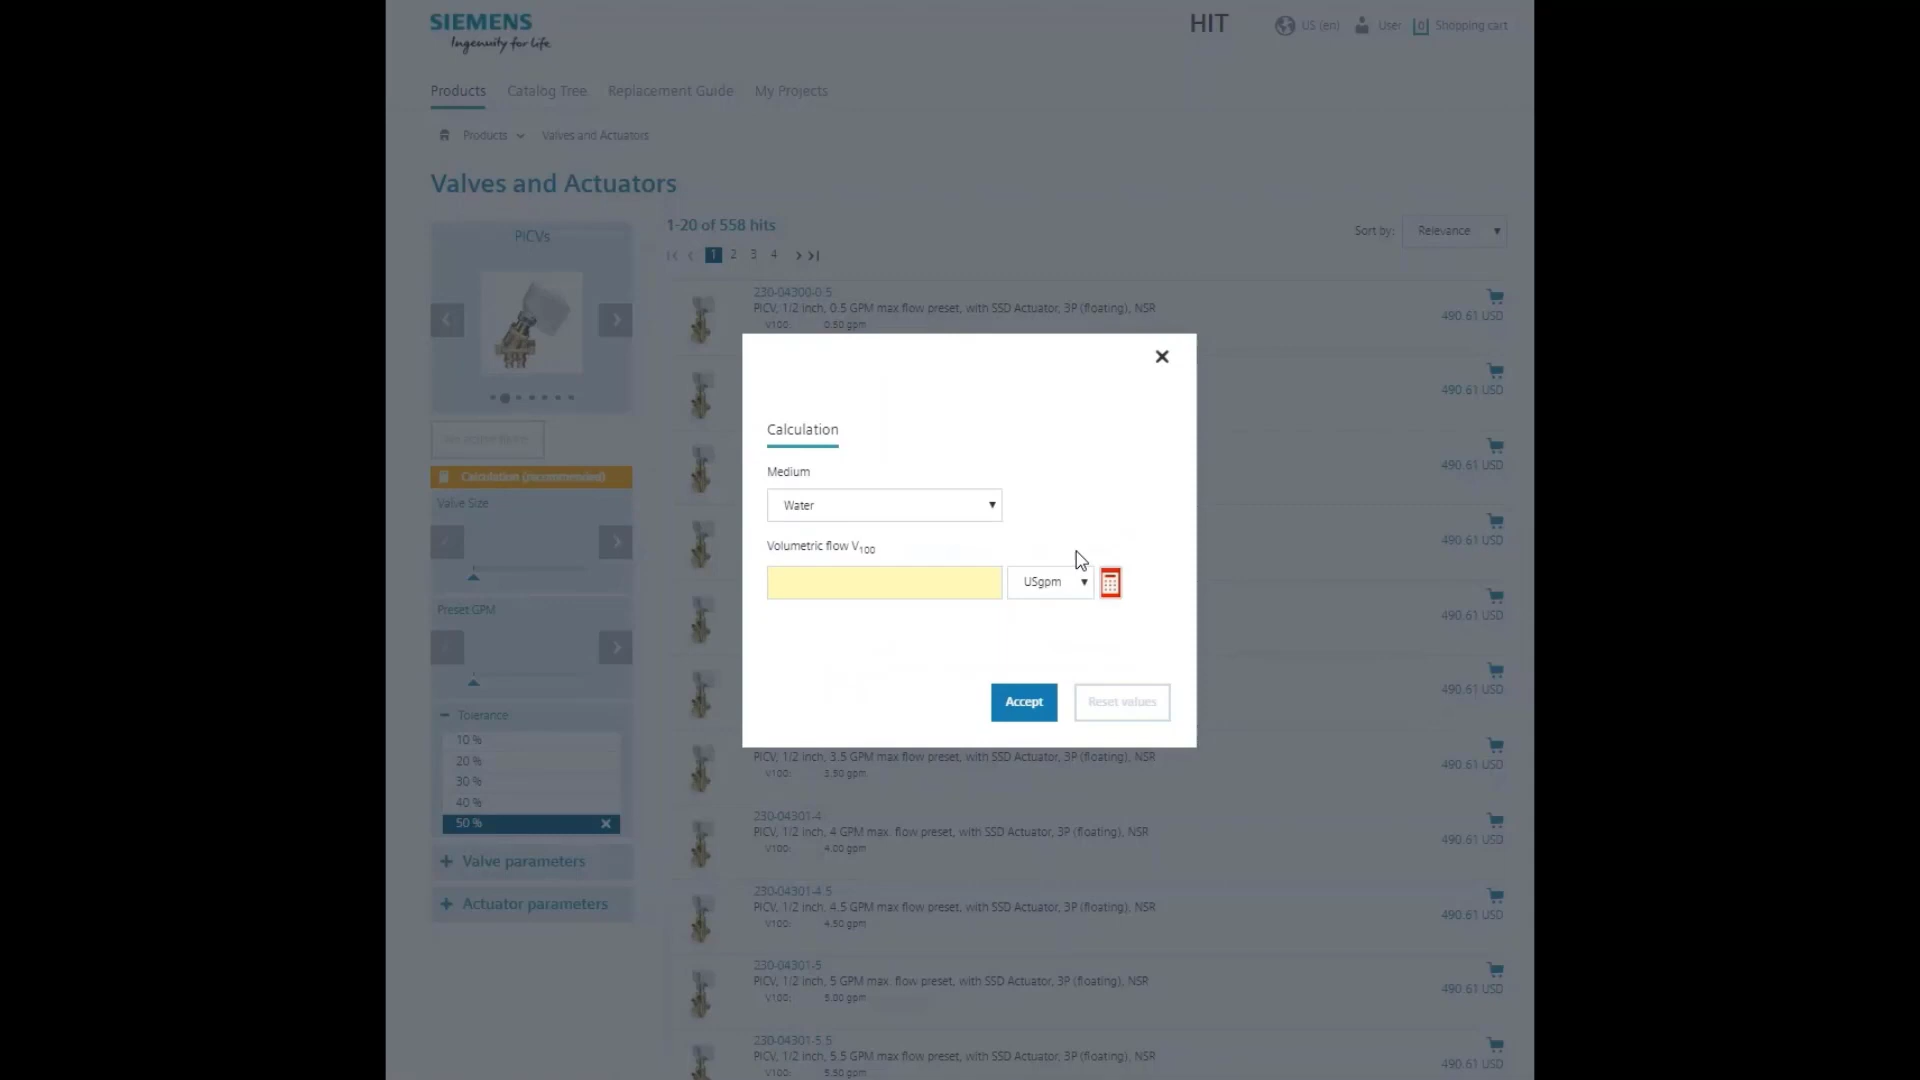 SIEMENS
Ingenuity for life
HIT
US (en)
User
0
Shopping cart
Products
Catalog Tree
Replacement Guide
My Projects
Products
Valves and Actuators
Valves and Actuators
PICVs
1-20 of 558 hits
Sort by:
Relevance
1 2 3 4
230-04300-0.5
PICV, 1/2 inch, 0.5 GPM max flow preset, with SSD Actuator, 3P (floating), NSR
V100: 0.50 gpm
490.61 USD
490.61 USD
490.61 USD
490.61 USD
490.61 USD
490.61 USD
Calculation (recommended)
Valve Size
Preset GPM
Tolerance
10 %
20 %
30 %
40 %
50 %
Valve parameters
Actuator parameters
Calculation
Medium
Water
Volumetric flow V100
USgpm
Accept
Reset values
PICV, 1/2 inch, 3.5 GPM max flow preset, with SSD Actuator, 3P (floating), NSR
V100: 3.50 gpm
490.61 USD
230-04301-4
PICV, 1/2 inch, 4 GPM max. flow preset, with SSD Actuator, 3P (floating), NSR
V100: 4.00 gpm
490.61 USD
230-04301-4.5
PICV, 1/2 inch, 4.5 GPM max flow preset, with SSD Actuator, 3P (floating), NSR
V100: 4.50 gpm
490.61 USD
230-04301-5
PICV, 1/2 inch, 5 GPM max. flow preset, with SSD Actuator, 3P (floating), NSR
V100: 5.00 gpm
490.61 USD
230-04301-5.5
PICV, 1/2 inch, 5.5 GPM max flow preset, with SSD Actuator, 3P (floating), NSR
V100: 5.50 gpm
490.61 USD